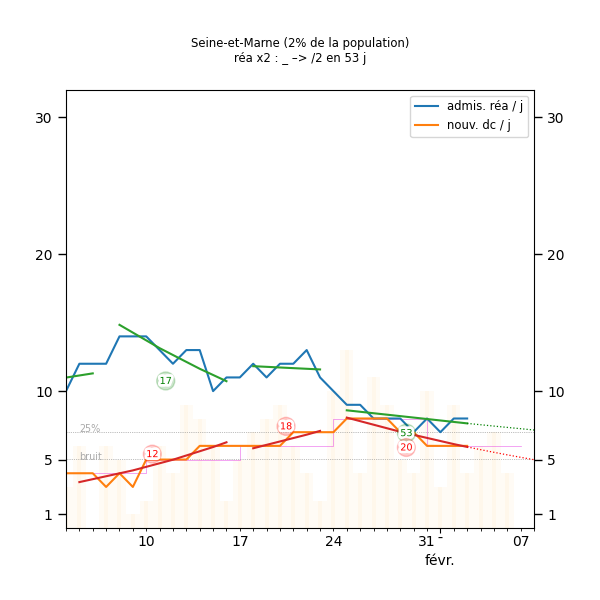 Seine-et-Marne (2% de la population)
réa x2 : _ –> /2 en 53 j
admis. réa / j
nouv. dc / j
30 30
20 20
10 10
5 5
1 1
25%
bruit
17
12
18
53
20
10 17 24 31 - 07
févr.